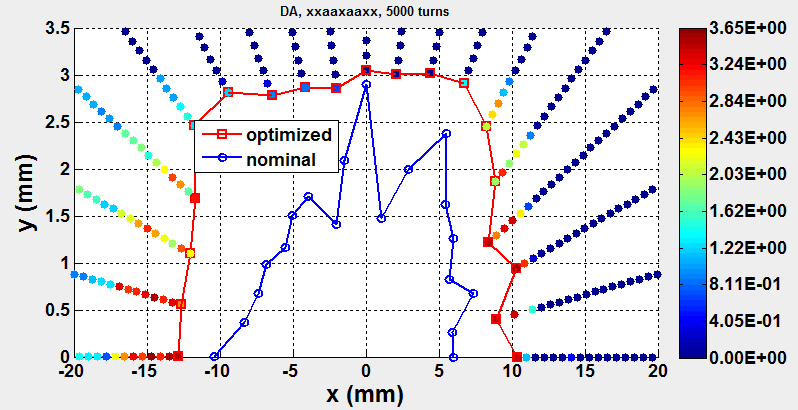 DA, xxaaxaaxx, 5000 turns
3.5
3
2.5
2
1.5
1
0.5
0
y (mm)
optimized
nominal
-20
-15
-10
-5
0
5
10
15
20
x (mm)
3.65E+00
3.24E+00
2.84E+00
2.43E+00
2.03E+00
1.62E+00
1.22E+00
8.11E-01
4.05E-01
0.00E+00